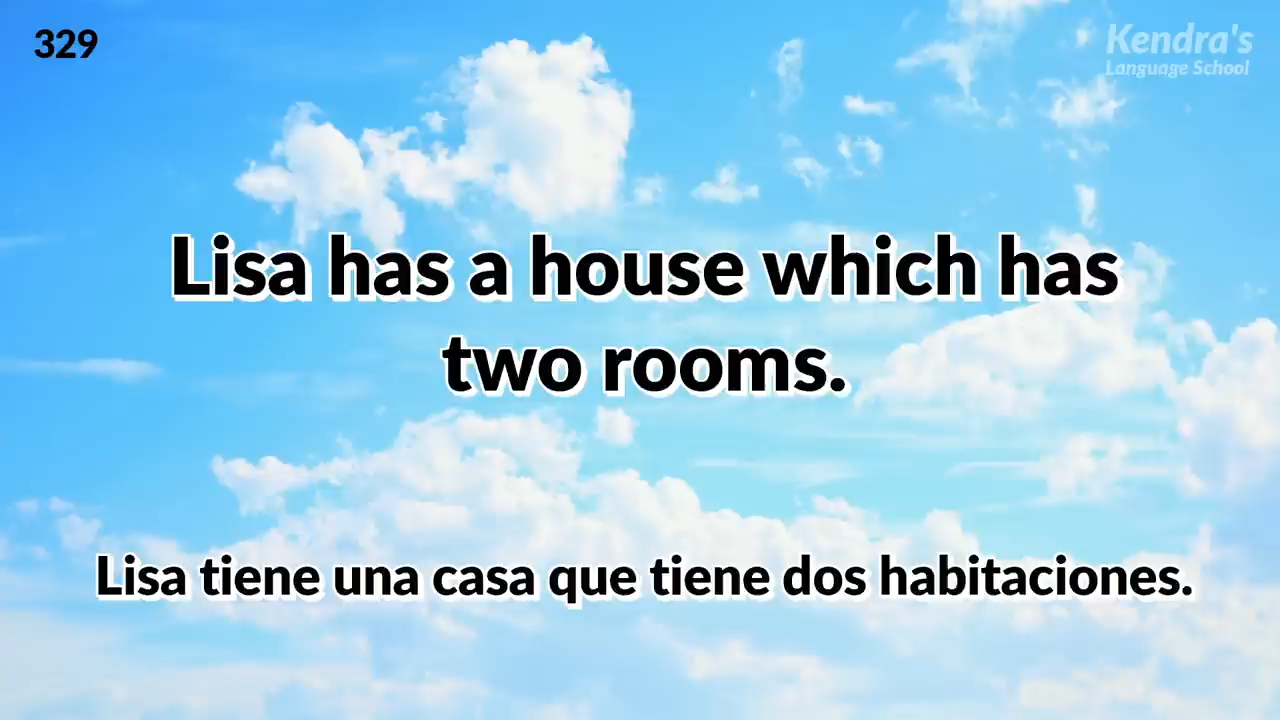 329
Kendra's
Language School
Lisa has a house which has
two rooms.
Lisa tiene una casa que tiene dos habitaciones.